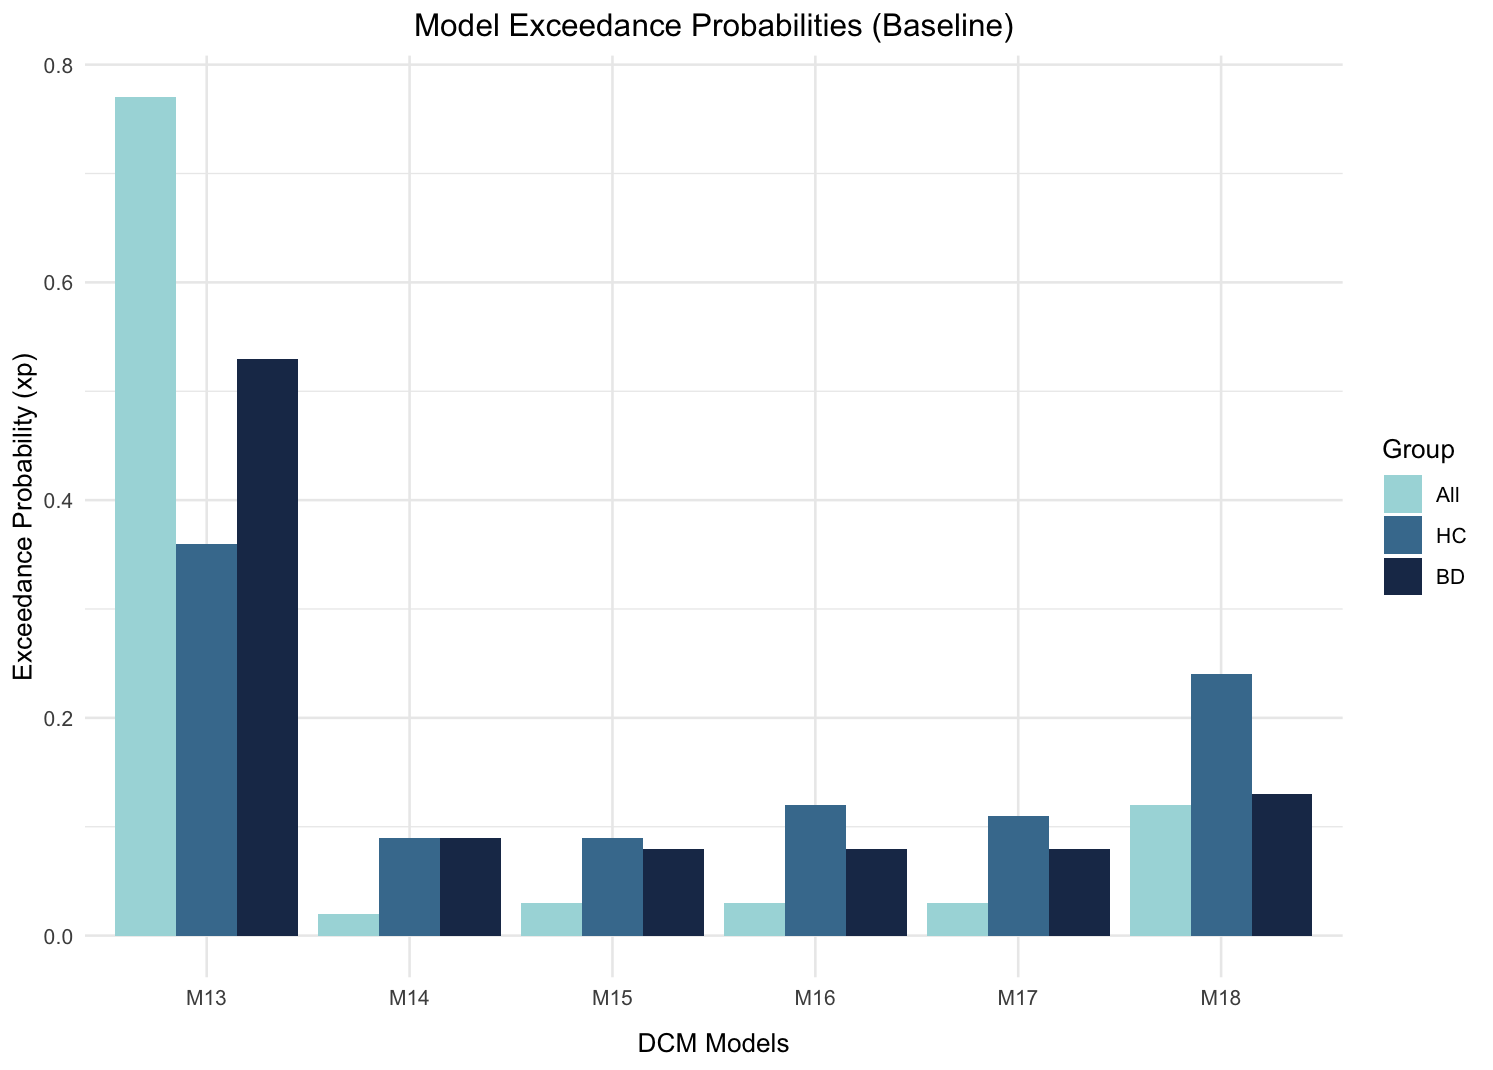 Model Exceedance Probabilities (Baseline)
Exceedance Probability (xp)
0.8
0.6
0.4
0.2
0.0
M13 M14 M15 M16 M17 M18
DCM Models
Group
All
HC
BD